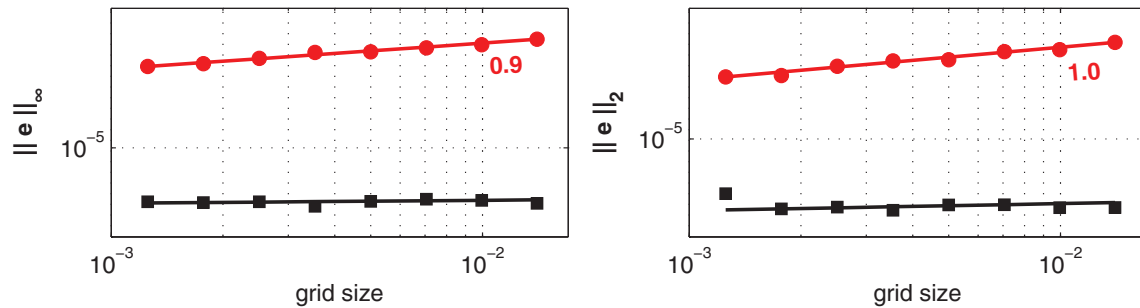 || e ||∞
10⁻⁵
0.9
10⁻³
10⁻²
grid size
|| e ||₂
10⁻⁵
1.0
10⁻³
10⁻²
grid size